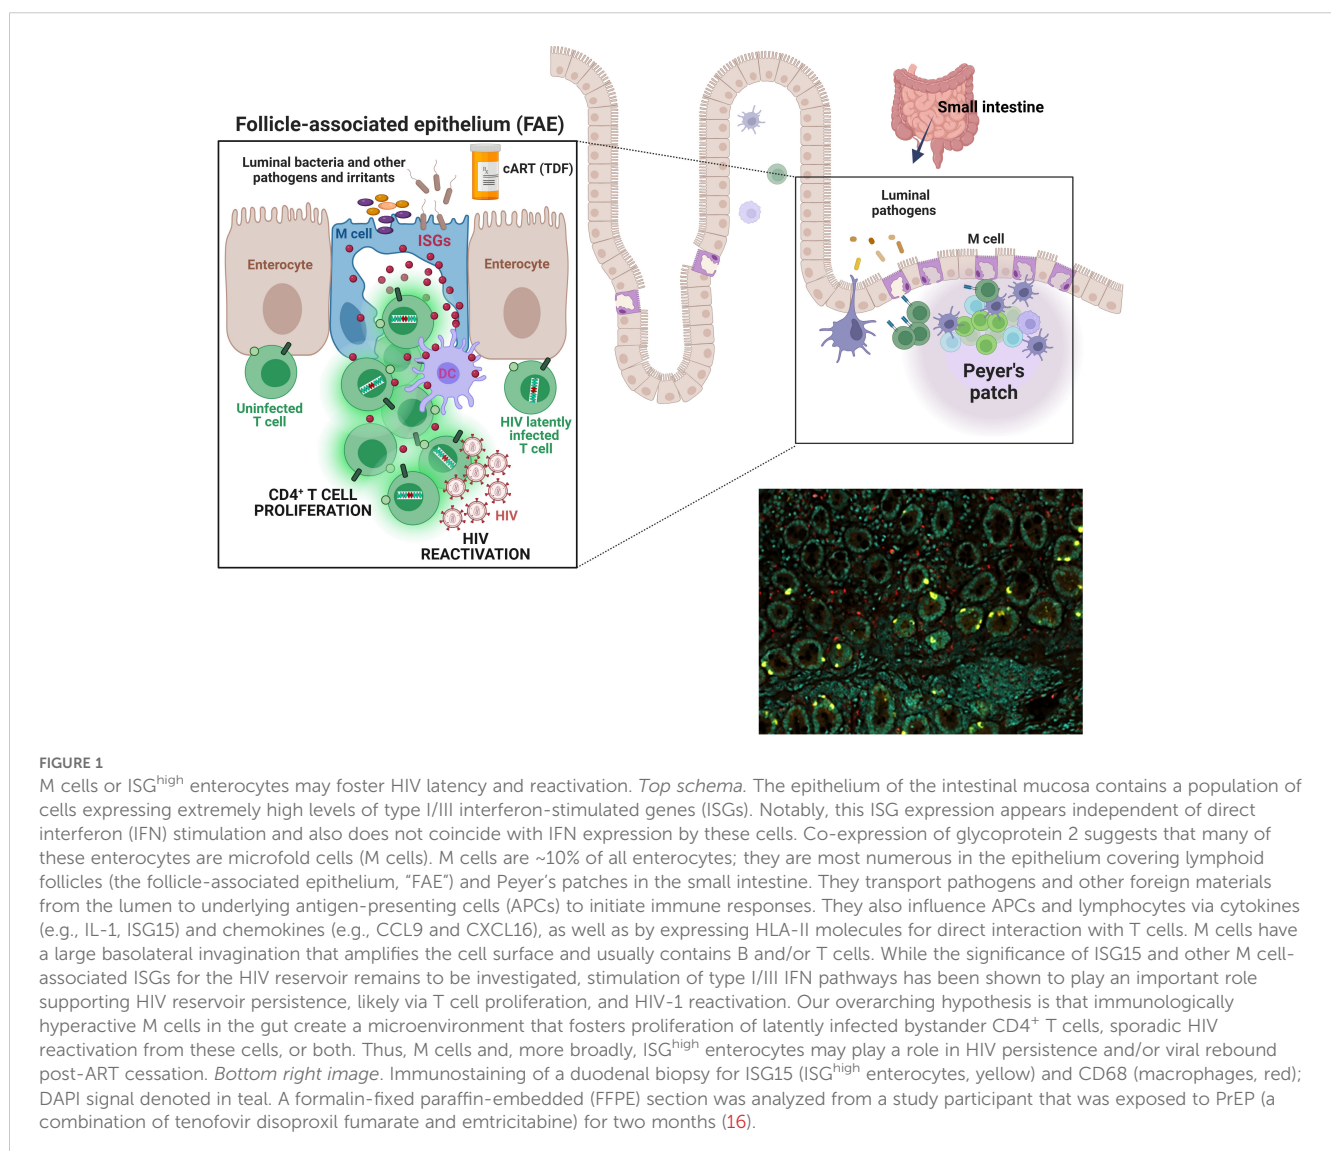 Follicle-associated epithelium (FAE)
Luminal bacteria and other
pathogens and irritants
cART (TDF)
M cell
ISGs
Enterocyte
Enterocyte
DC
Uninfected
T cell
HIV latently
infected
T cell
CD4⁺ T CELL
PROLIFERATION
HIV
HIV
REACTIVATION
Small intestine
Luminal
pathogens
M cell
Peyer's
patch
FIGURE 1
M cells or ISG^high enterocytes may foster HIV latency and reactivation. Top schema. The epithelium of the intestinal mucosa contains a population of
cells expressing extremely high levels of type I/III interferon-stimulated genes (ISGs). Notably, this ISG expression appears independent of direct
interferon (IFN) stimulation and also does not coincide with IFN expression by these cells. Co-expression of glycoprotein 2 suggests that many of
these enterocytes are microfold cells (M cells). M cells are ~10% of all enterocytes; they are most numerous in the epithelium covering lymphoid
follicles (the follicle-associated epithelium, “FAE”) and Peyer’s patches in the small intestine. They transport pathogens and other foreign materials
from the lumen to underlying antigen-presenting cells (APCs) to initiate immune responses. They also influence APCs and lymphocytes via cytokines
(e.g., IL-1, ISG15) and chemokines (e.g., CCL9 and CXCL16), as well as by expressing HLA-II molecules for direct interaction with T cells. M cells have
a large basolateral invagination that amplifies the cell surface and usually contains B and/or T cells. While the significance of ISG15 and other M cell-
associated ISGs for the HIV reservoir remains to be investigated, stimulation of type I/III IFN pathways has been shown to play an important role
supporting HIV reservoir persistence, likely via T cell proliferation, and HIV-1 reactivation. Our overarching hypothesis is that immunologically
hyperactive M cells in the gut create a microenvironment that fosters proliferation of latently infected bystander CD4⁺ T cells, sporadic HIV
reactivation from these cells, or both. Thus, M cells and, more broadly, ISG^high enterocytes may play a role in HIV persistence and/or viral rebound
post-ART cessation. Bottom right image. Immunostaining of a duodenal biopsy for ISG15 (ISG^high enterocytes, yellow) and CD68 (macrophages, red);
DAPI signal denoted in teal. A formalin-fixed paraffin-embedded (FFPE) section was analyzed from a study participant that was exposed to PrEP (a
combination of tenofovir disoproxil fumarate and emtricitabine) for two months (16).